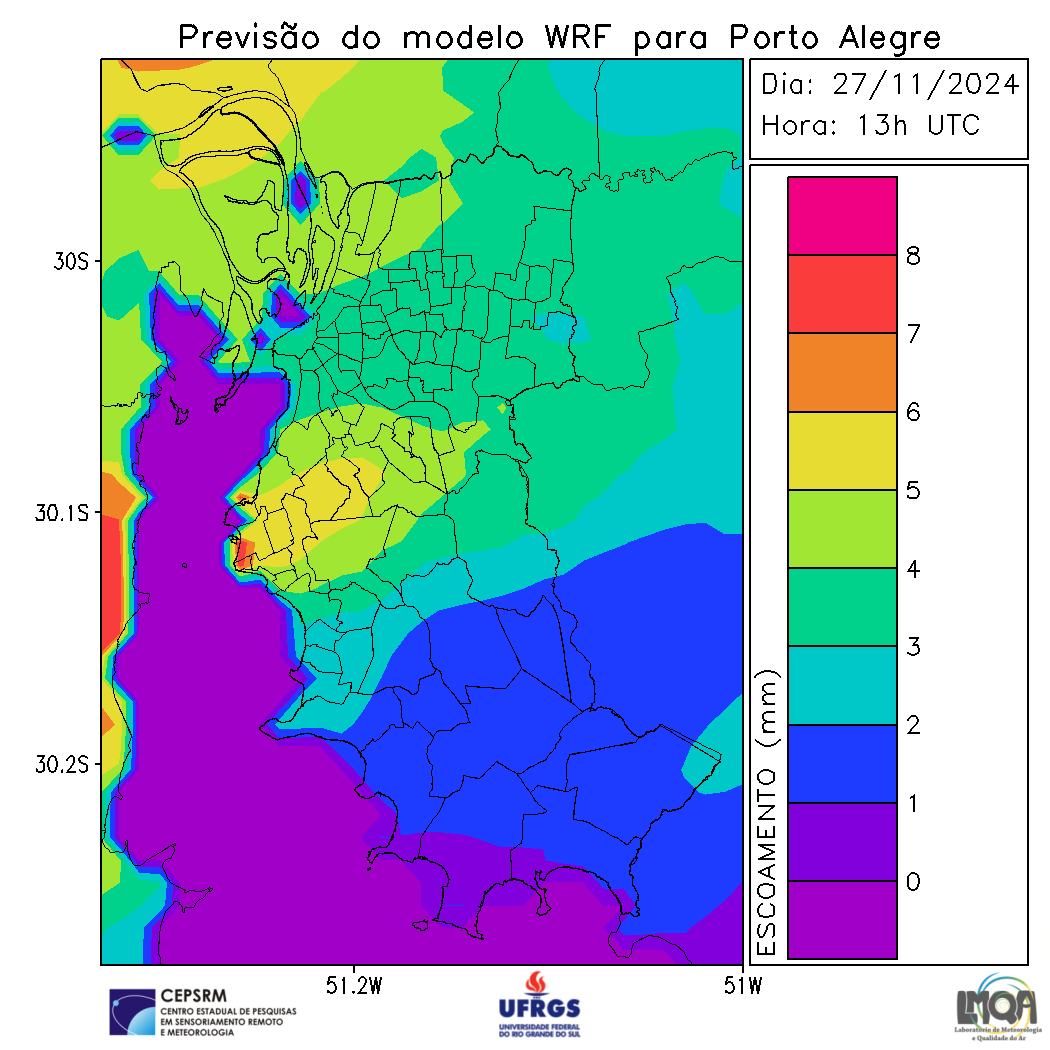 Previsão do modelo WRF para Porto Alegre
Dia: 27/11/2024
Hora: 13h UTC
30S
30.1S
30.2S
51.2W
51W
8
7
6
5
4
3
2
1
0
ESCOAMENTO (mm)
CEPSRM
CENTRO ESTADUAL DE PESQUISAS
EM SENSORIAMENTO REMOTO
E METEOROLOGIA
UFRGS
UNIVERSIDADE FEDERAL
DO RIO GRANDE DO SUL
LMQA
Laboratório de Meteorologia
e Qualidade do Ar